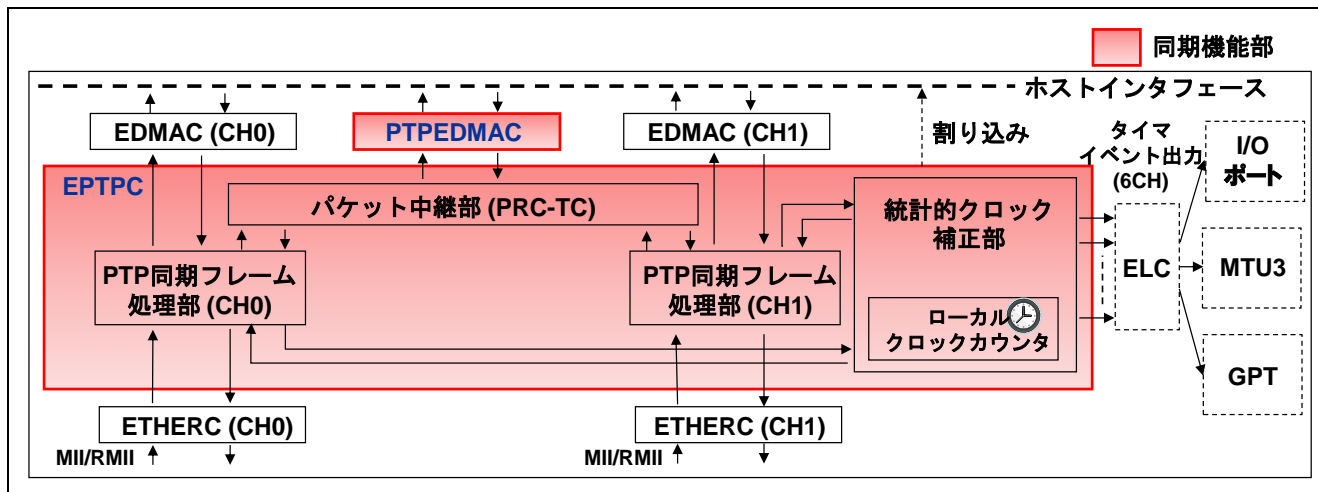 同期機能部
ホストインタフェース
EDMAC (CH0)
PTPEDMAC
EDMAC (CH1)
割り込み
タイマ
イベント出力
(6CH)
I/O
ポート
EPTPC
パケット中継部 (PRC-TC)
統計的クロック
補正部
PTP同期フレーム
処理部 (CH0)
PTP同期フレーム
処理部 (CH1)
ELC
MTU3
ローカル
クロックカウンタ
GPT
ETHERC (CH0)
ETHERC (CH1)
MII/RMII
MII/RMII